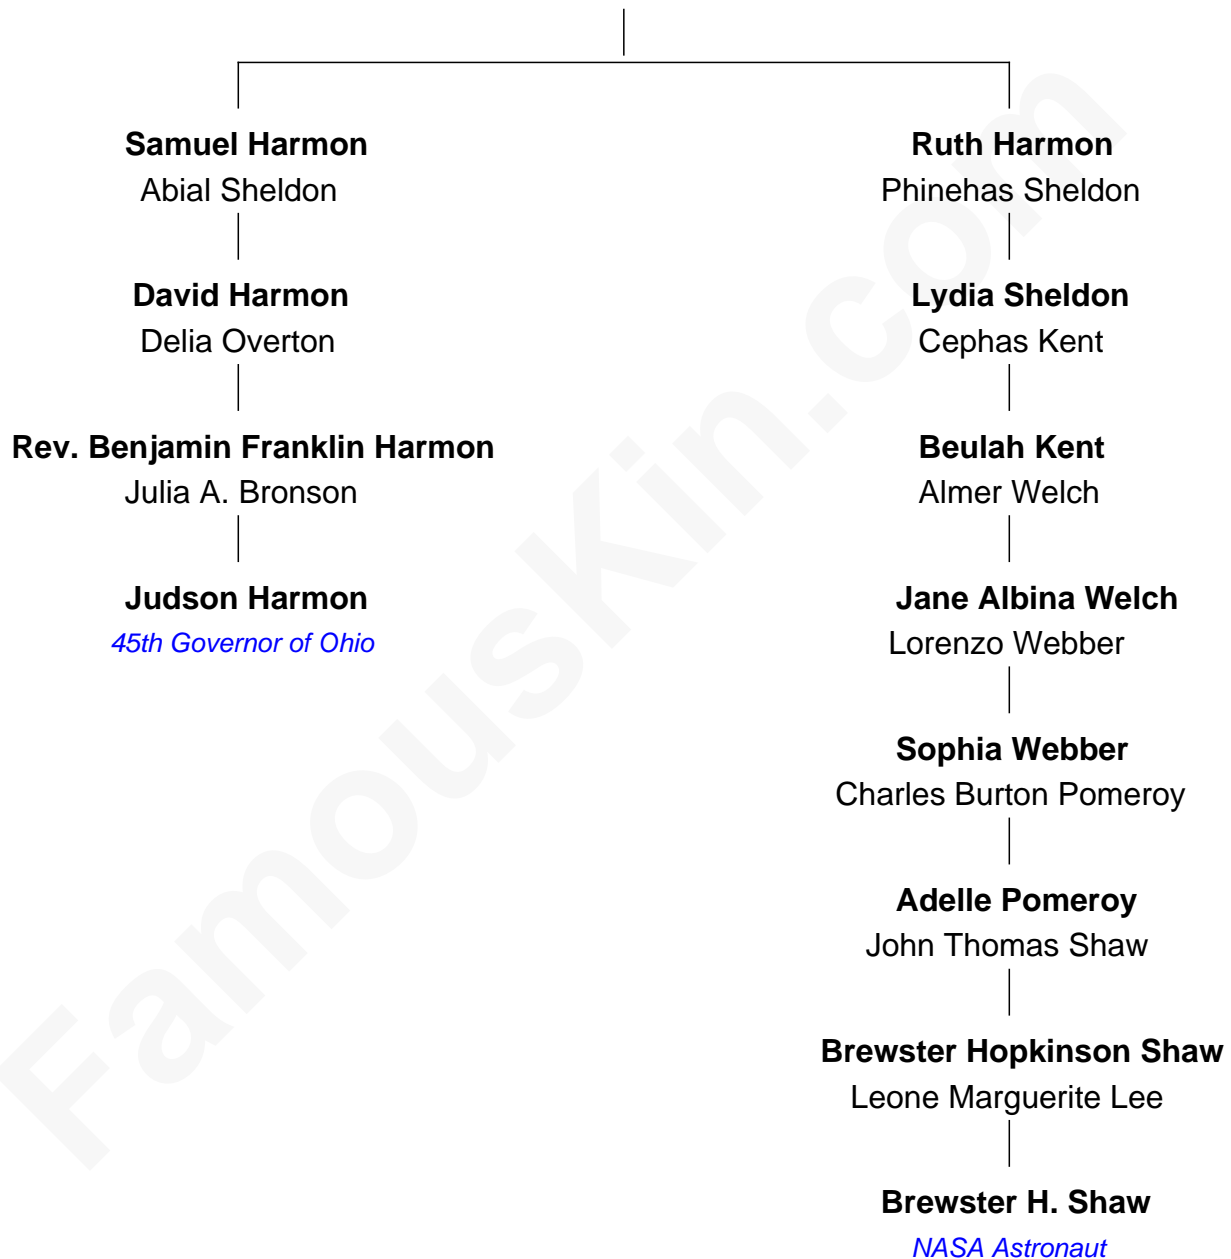 Samuel Harmon
Abial Sheldon
David Harmon
Delia Overton
Rev. Benjamin Franklin Harmon
Julia A. Bronson
Judson Harmon
45th Governor of Ohio
Ruth Harmon
Phinehas Sheldon
Lydia Sheldon
Cephas Kent
Beulah Kent
Almer Welch
Jane Albina Welch
Lorenzo Webber
Sophia Webber
Charles Burton Pomeroy
Adelle Pomeroy
John Thomas Shaw
Brewster Hopkinson Shaw
Leone Marguerite Lee
Brewster H. Shaw
NASA Astronaut
FamousKin.com